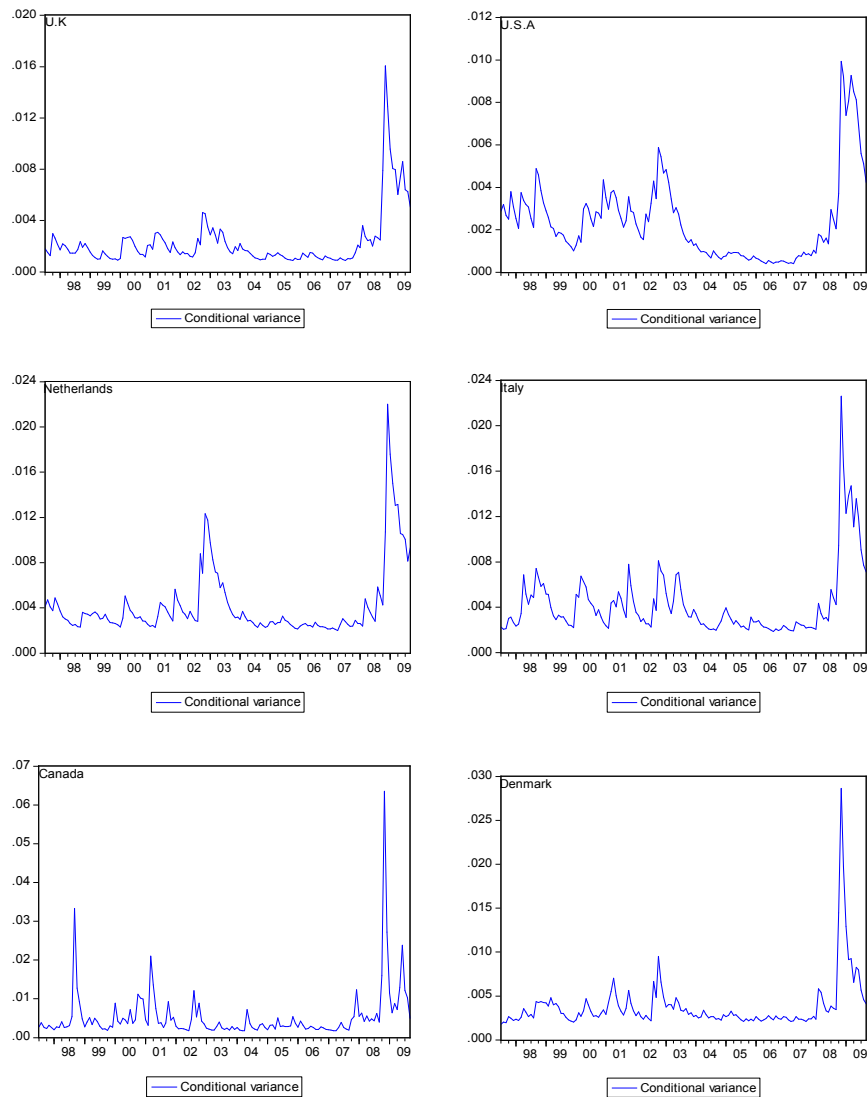 U.K
.020
.016
.012
.008
.004
.000
98 99 00 01 02 03 04 05 06 07 08 09
Conditional variance
U.S.A
.012
.010
.008
.006
.004
.002
.000
98 99 00 01 02 03 04 05 06 07 08 09
Conditional variance
Netherlands
.024
.020
.016
.012
.008
.004
.000
98 99 00 01 02 03 04 05 06 07 08 09
Conditional variance
Italy
.024
.020
.016
.012
.008
.004
.000
98 99 00 01 02 03 04 05 06 07 08 09
Conditional variance
Canada
.07
.06
.05
.04
.03
.02
.01
.00
98 99 00 01 02 03 04 05 06 07 08 09
Conditional variance
Denmark
.030
.025
.020
.015
.010
.005
.000
98 99 00 01 02 03 04 05 06 07 08 09
Conditional variance